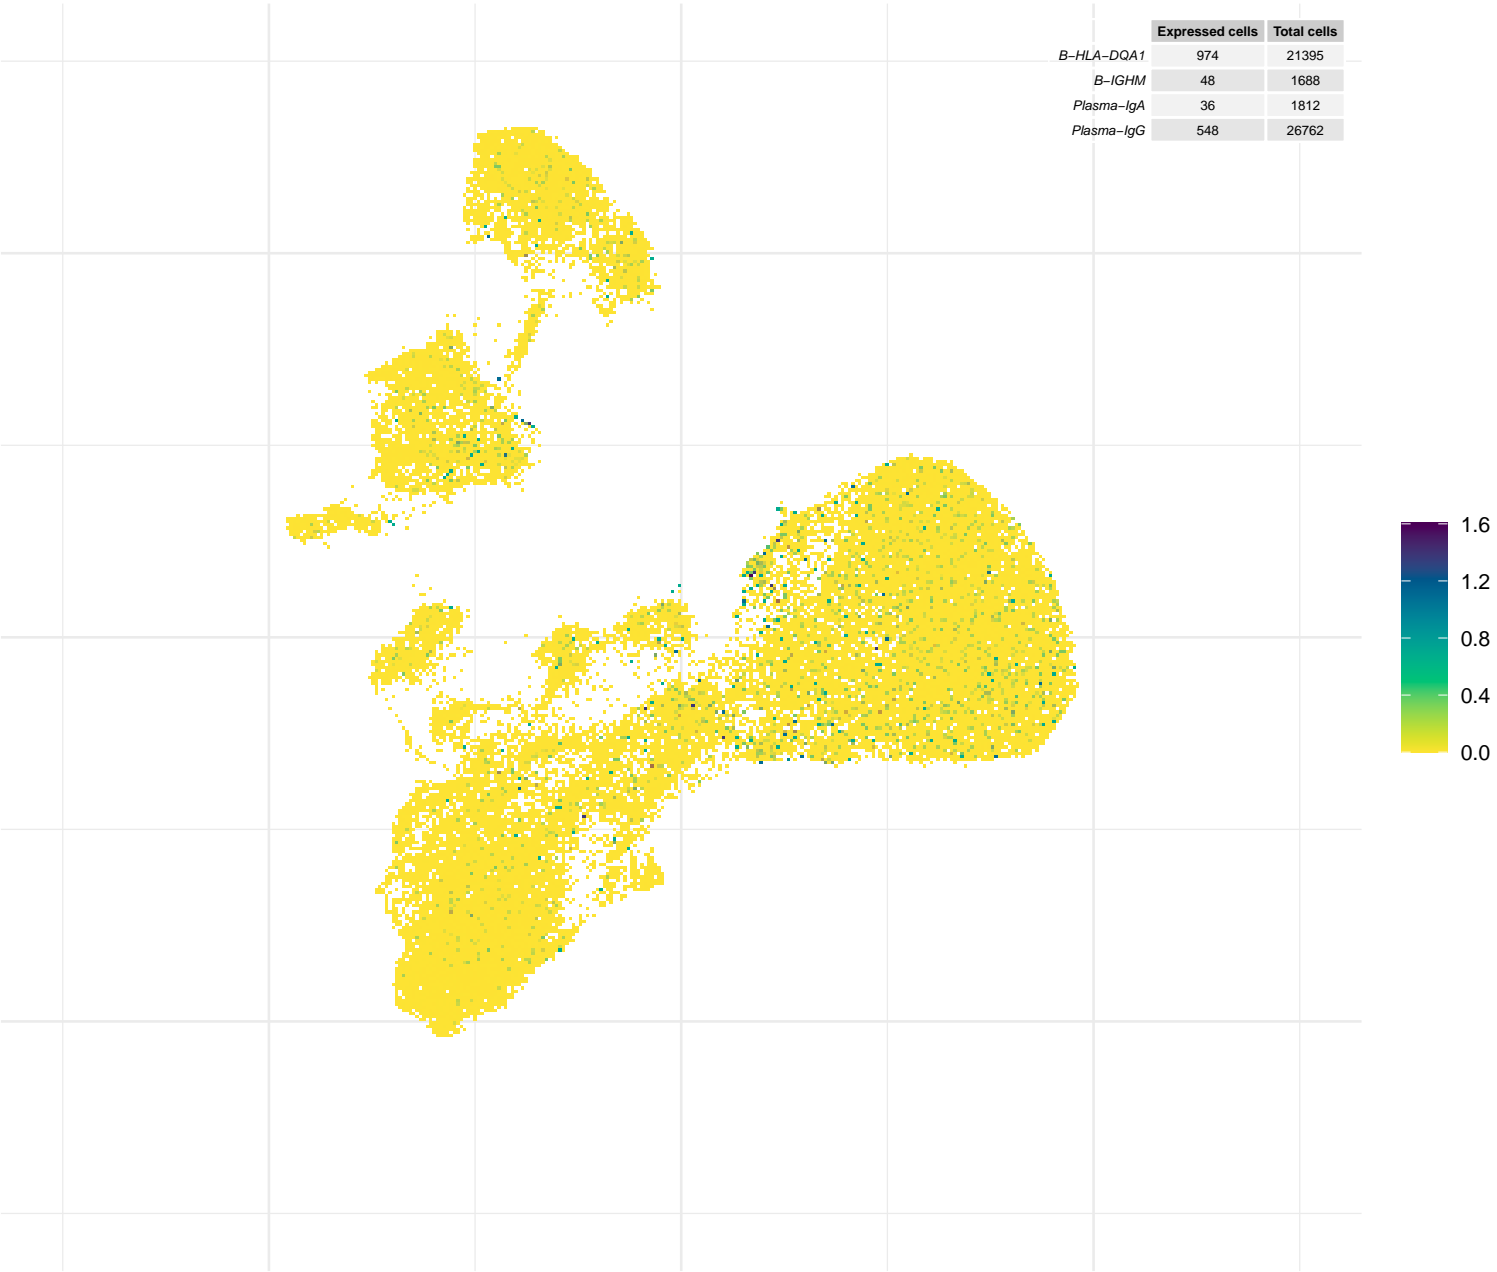 Expressed cells Total cells
B−HLA−DQA1 974 21395
B−IGHM 48 1688
Plasma−IgA 36 1812
Plasma−IgG 548 26762
1.6
1.2
0.8
0.4
0.0